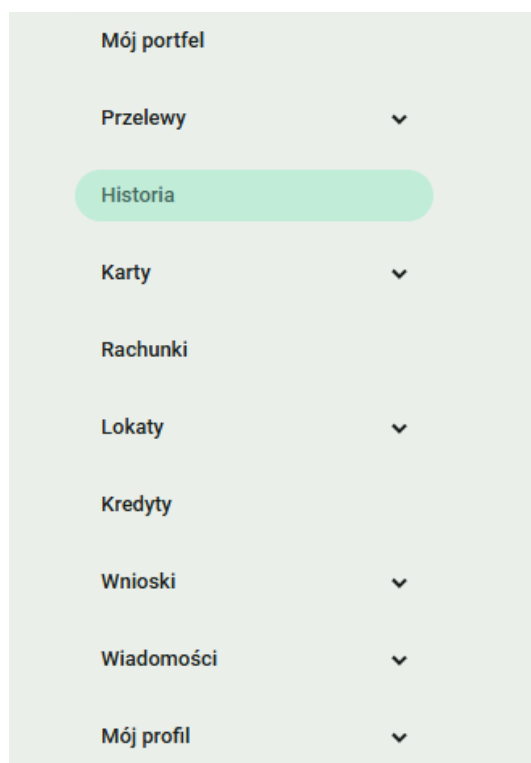 Mój portfel
Przelewy
Historia
Karty
Rachunki
Lokaty
Kredyty
Wnioski
Wiadomości
Mój profil